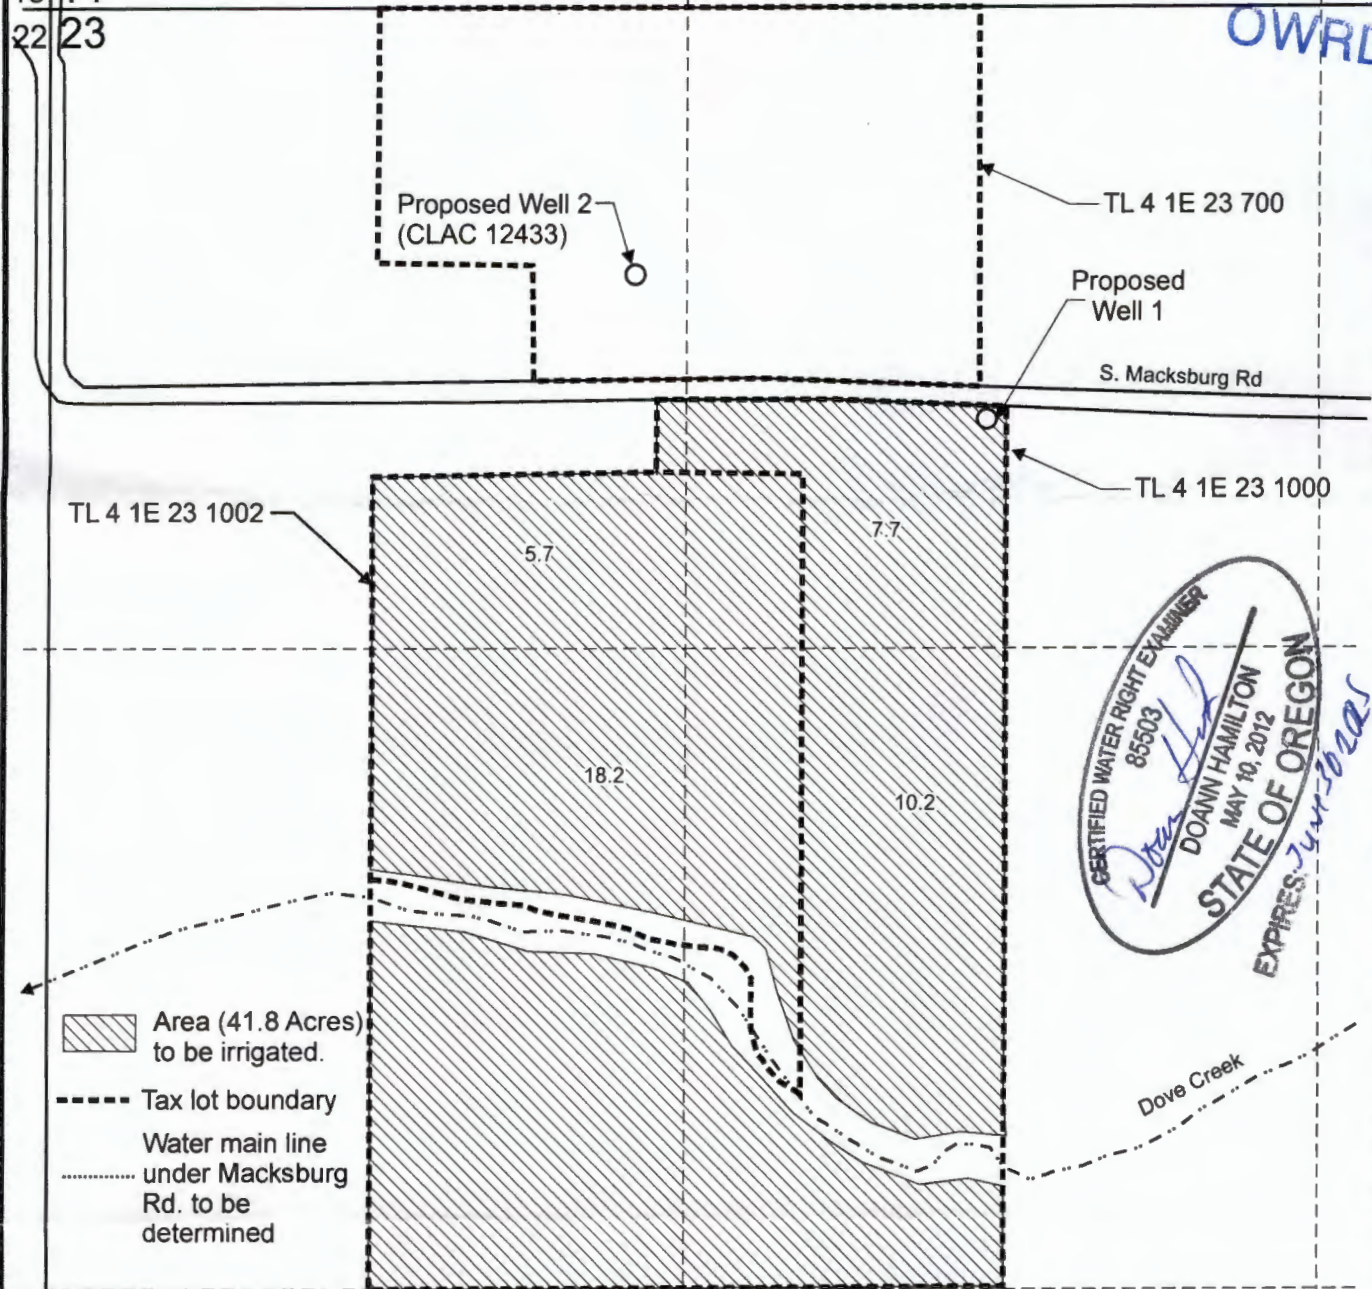 22 23
OWRD
Proposed Well 2
(CLAC 12433)
TL 4 1E 23 700
Proposed
Well 1
S. Macksburg Rd
TL 4 1E 23 1000
TL 4 1E 23 1002
5.7
7.7
18.2
10.2
CERTIFIED WATER RIGHT EXAMINER
85503
DOANN HAMILTON
MAY 10, 2012
STATE OF OREGON
EXPIRES: June 30 2025
Area (41.8 Acres)
to be irrigated.
Tax lot boundary
Water main line
under Macksburg
Rd. to be
determined
Dove Creek